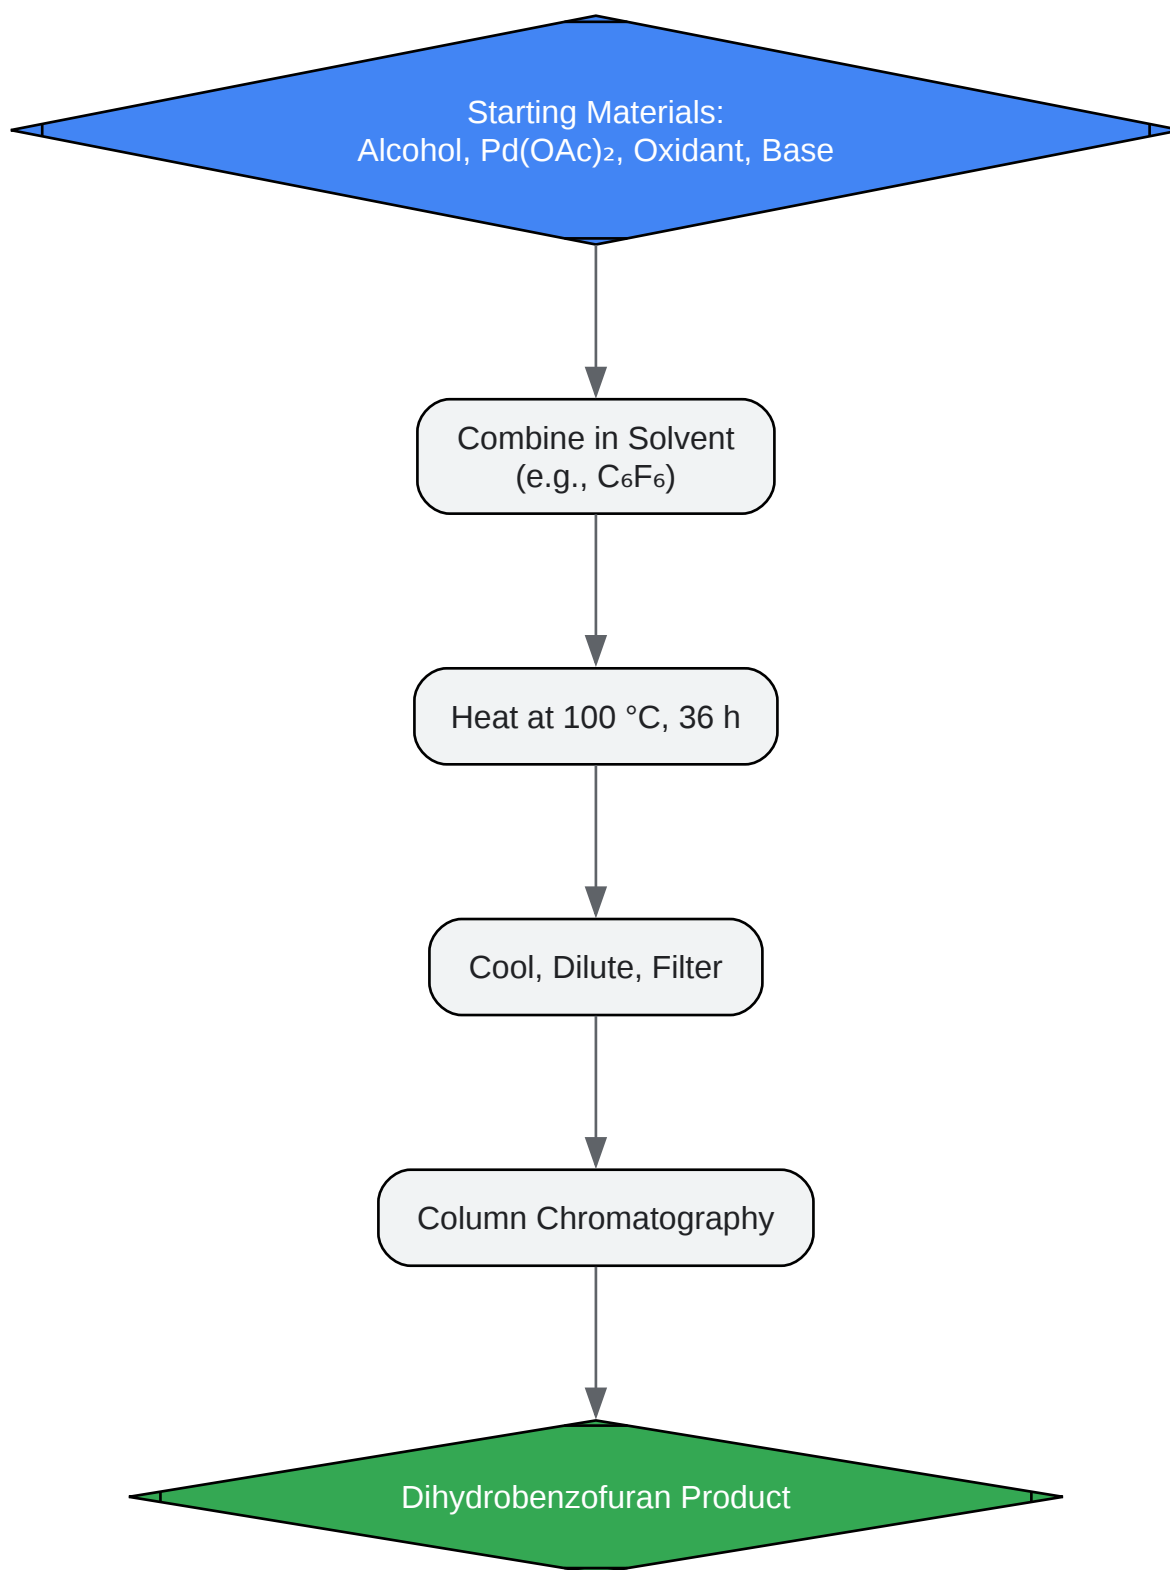 Starting Materials:
Alcohol, Pd(OAc)₂, Oxidant, Base
Combine in Solvent
(e.g., C₆F₆)
Heat at 100 °C, 36 h
Cool, Dilute, Filter
Column Chromatography
Dihydrobenzofuran Product